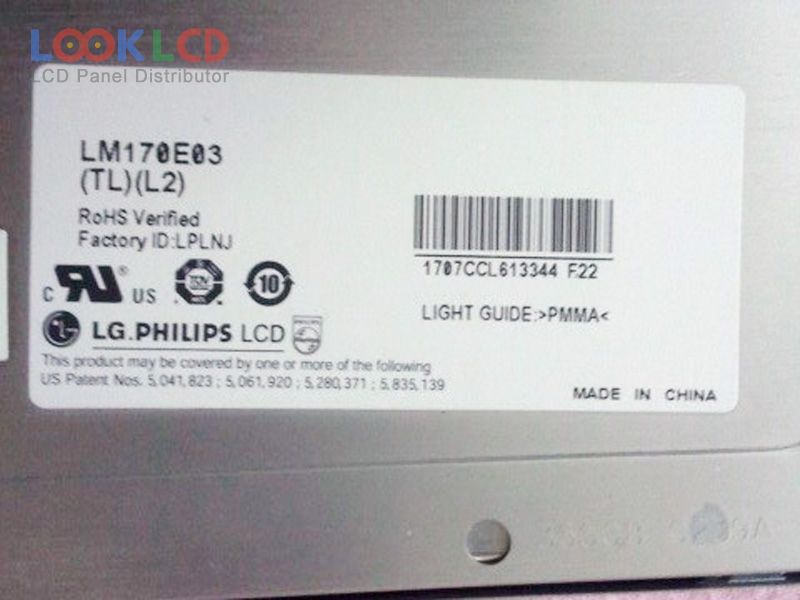 LOOKLCD
LCD Panel Distributor
LM170E03
(TL)(L2)
RoHS Verified
Factory ID:LPLNJ
1707CCL613344 F22
LIGHT GUIDE:>PMMA<
C US
10
LG.PHILIPS LCD
PHILIPS
This product may be covered by one or more of the following
US Patent Nos. 5,041,823 ; 5,061,920 ; 5,280,371 ; 5,835,139
MADE IN CHINA